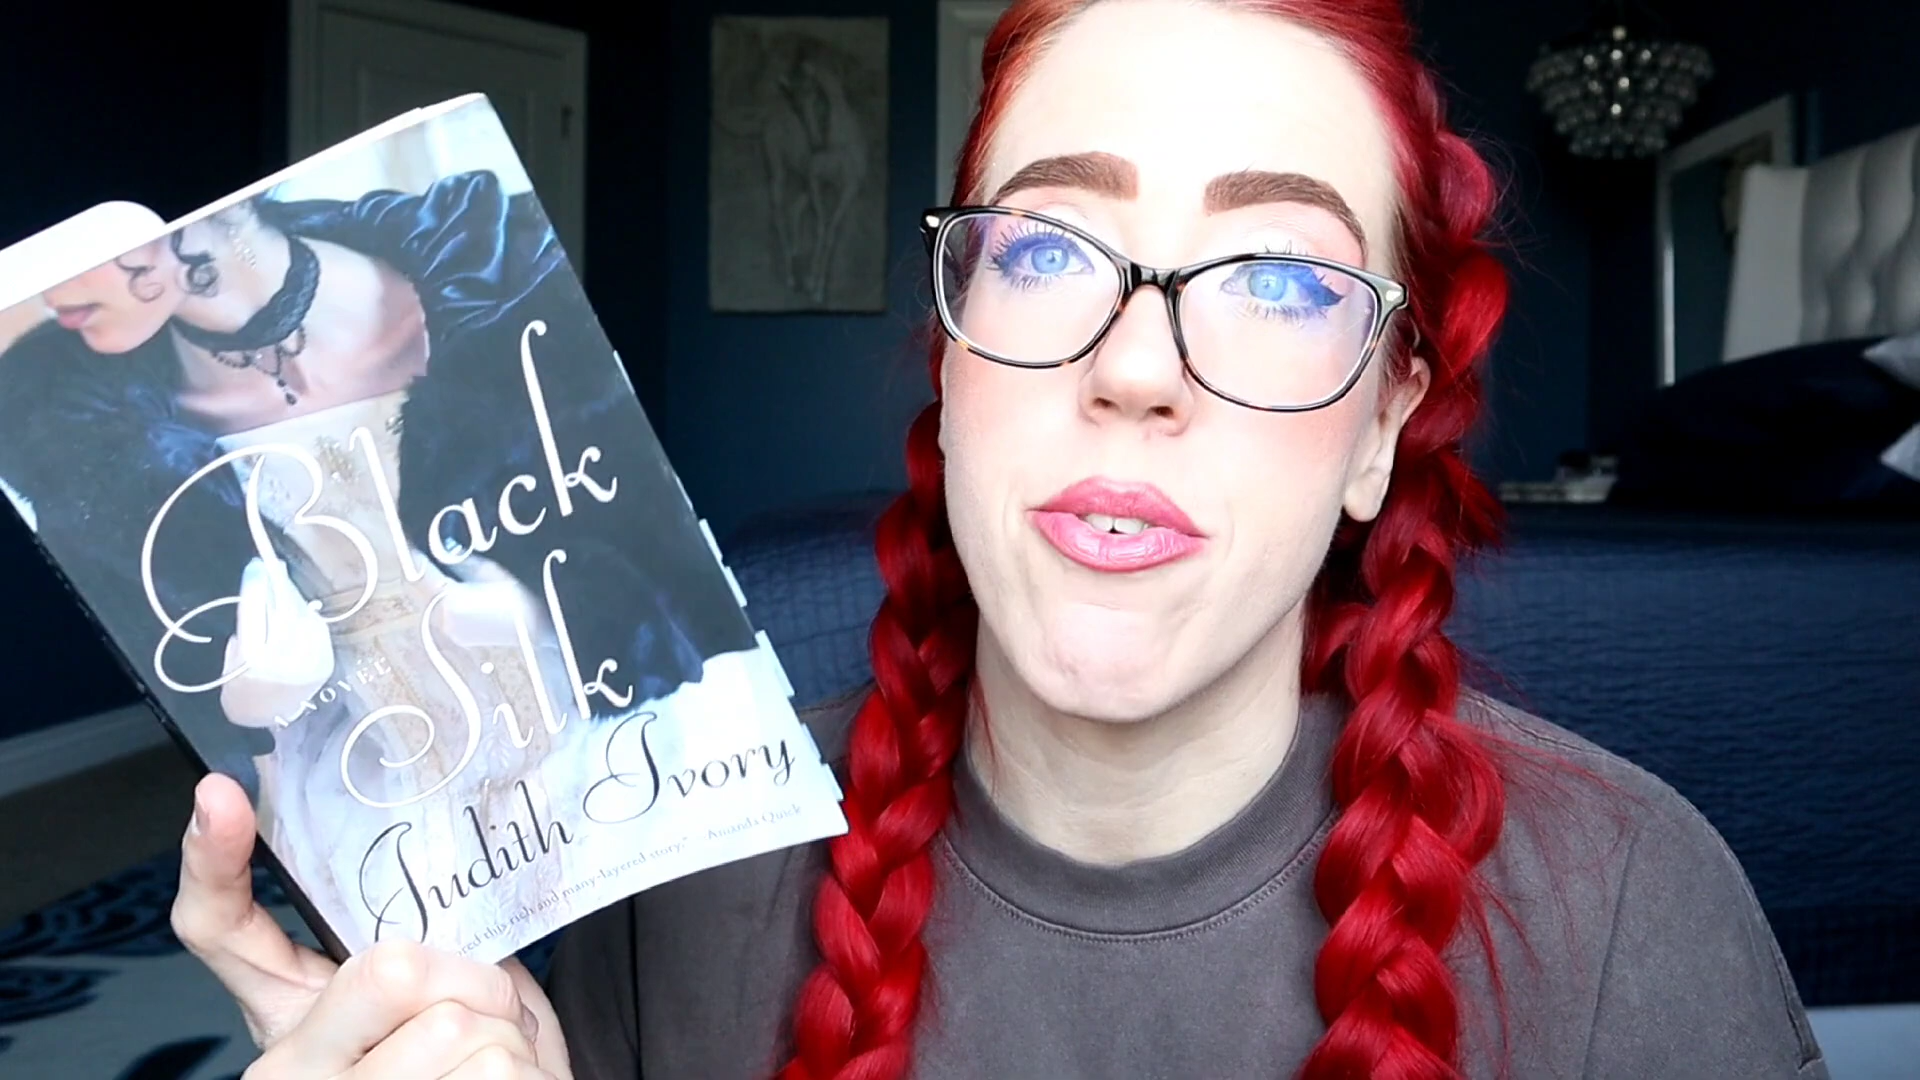 Black
Silk
A NOVEL
Judith Ivory
this rich and many-layered story." Amanda Quick